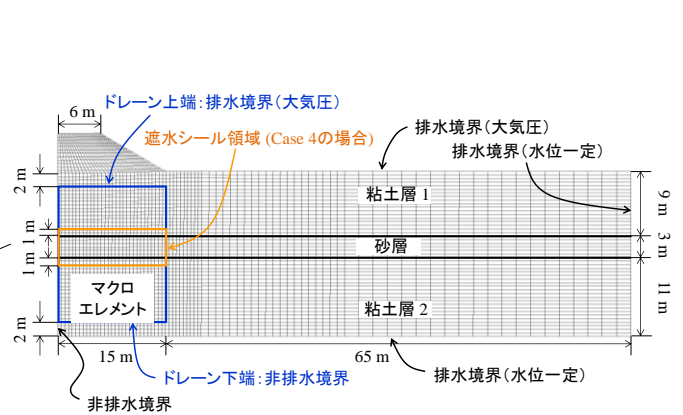 ドレーン上端：排水境界（大気圧）
6 m
遮水シール領域 (Case 4の場合)
排水境界（大気圧）
排水境界（水位一定）
2 m
粘土層 1
9 m
1 m
砂層
3 m
1 m
マクロ
エレメント
粘土層 2
11 m
2 m
15 m
65 m
ドレーン下端：非排水境界
排水境界（水位一定）
非排水境界